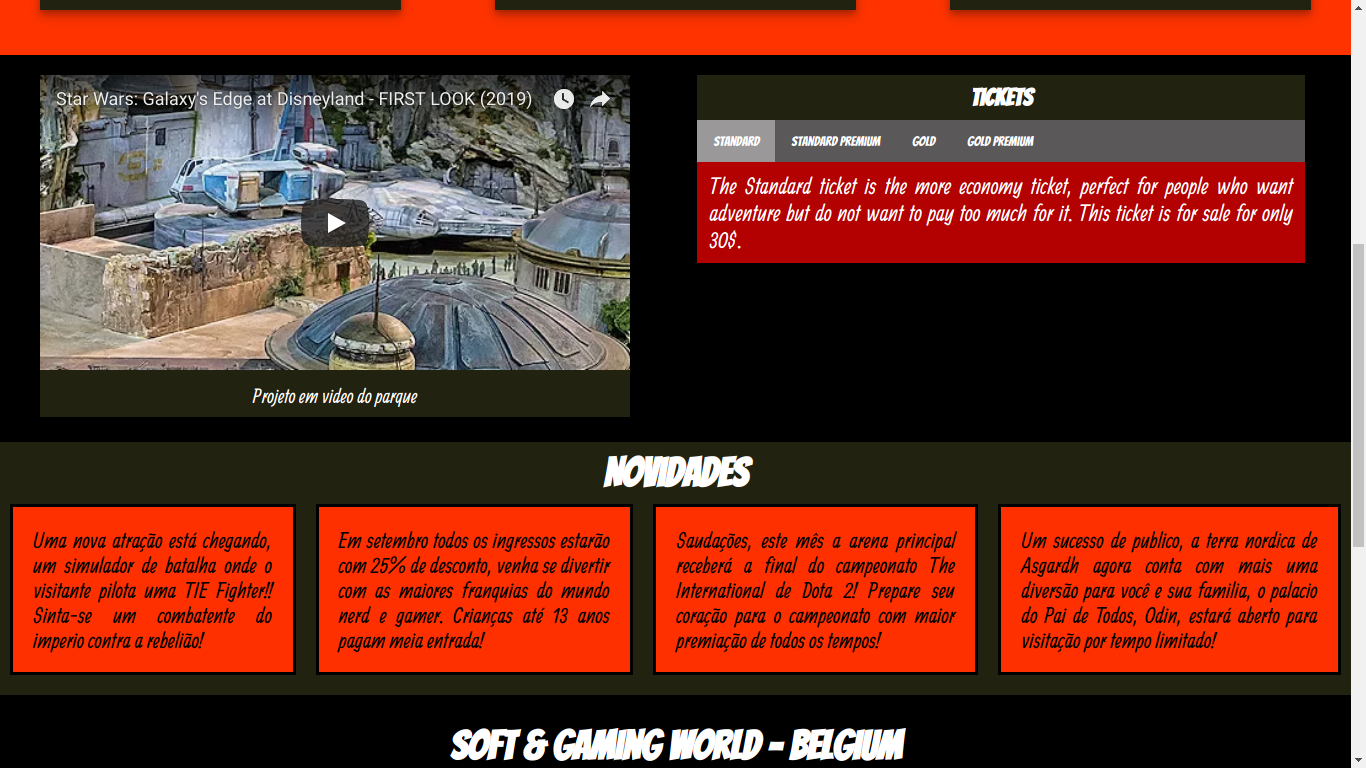 Star Wars: Galaxy's Edge at Disneyland - FIRST LOOK (2019)
Projeto em video do parque
TICKETS
STANDARD STANDARD PREMIUM GOLD GOLD PREMIUM
The Standard ticket is the more economy ticket, perfect for people who want
adventure but do not want to pay too much for it. This ticket is for sale for only
30$.
NOVIDADES
Uma nova atração está chegando,
um simulador de batalha onde o
visitante pilota uma TIE Fighter!!
Sinta-se um combatente do
imperio contra a rebelião!
Em setembro todos os ingressos estarão
com 25% de desconto, venha se divertir
com as maiores franquias do mundo
nerd e gamer. Crianças até 13 anos
pagam meia entrada!
Saudações, este mês a arena principal
receberá a final do campeonato The
International de Dota 2! Prepare seu
coração para o campeonato com maior
premiação de todos os tempos!
Um sucesso de publico, a terra nordica de
Asgardh agora conta com mais uma
diversão para você e sua familia, o palacio
do Pai de Todos, Odin, estará aberto para
visitação por tempo limitado!
SOFT & GAMING WORLD - BELGIUM